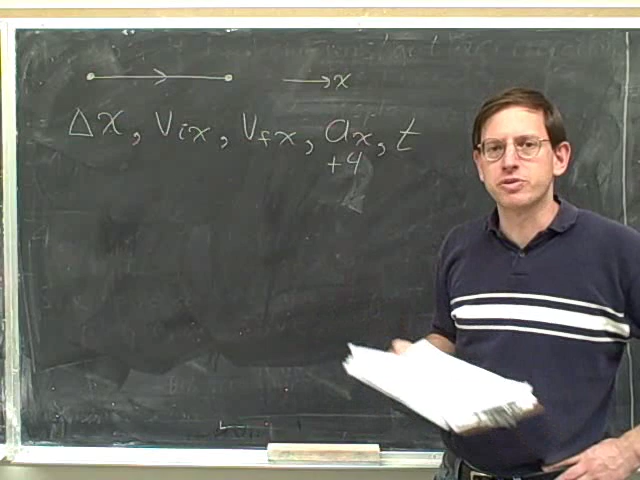 x
Δx, Vix, Vfx, ax, t
+4